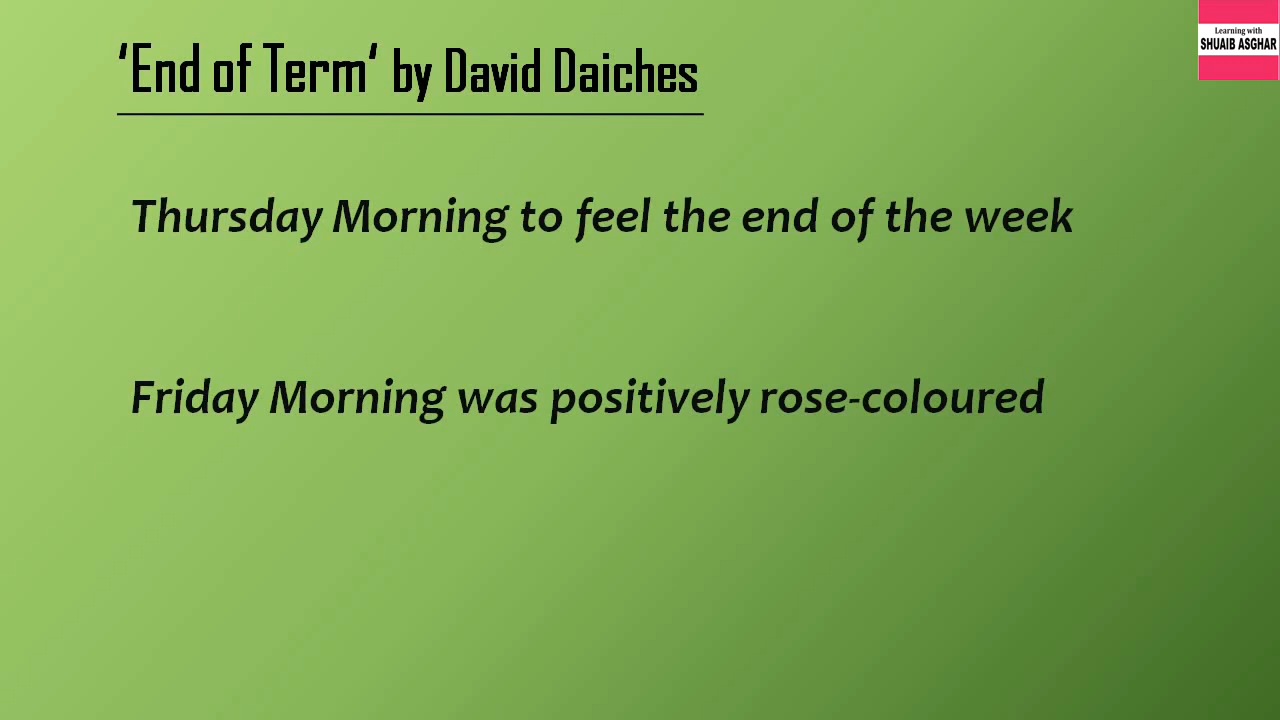 ‘End of Term‘ by David Daiches
Learning with
SHUAIB ASGHAR
Thursday Morning to feel the end of the week
Friday Morning was positively rose-coloured